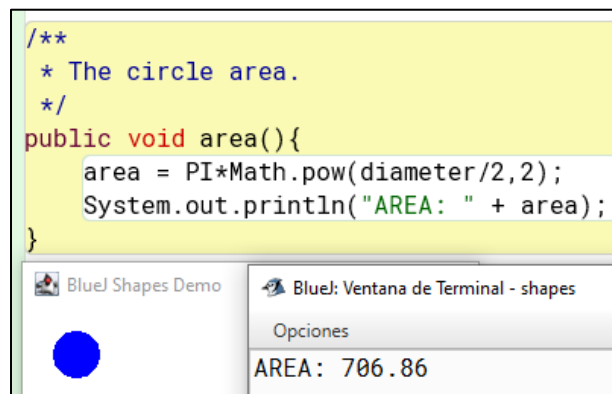 /**
 * The circle area.
 */
public void area(){
    area = PI*Math.pow(diameter/2,2);
    System.out.println("AREA: " + area);
}
BlueJ Shapes Demo
BlueJ: Ventana de Terminal - shapes
Opciones
AREA: 706.86